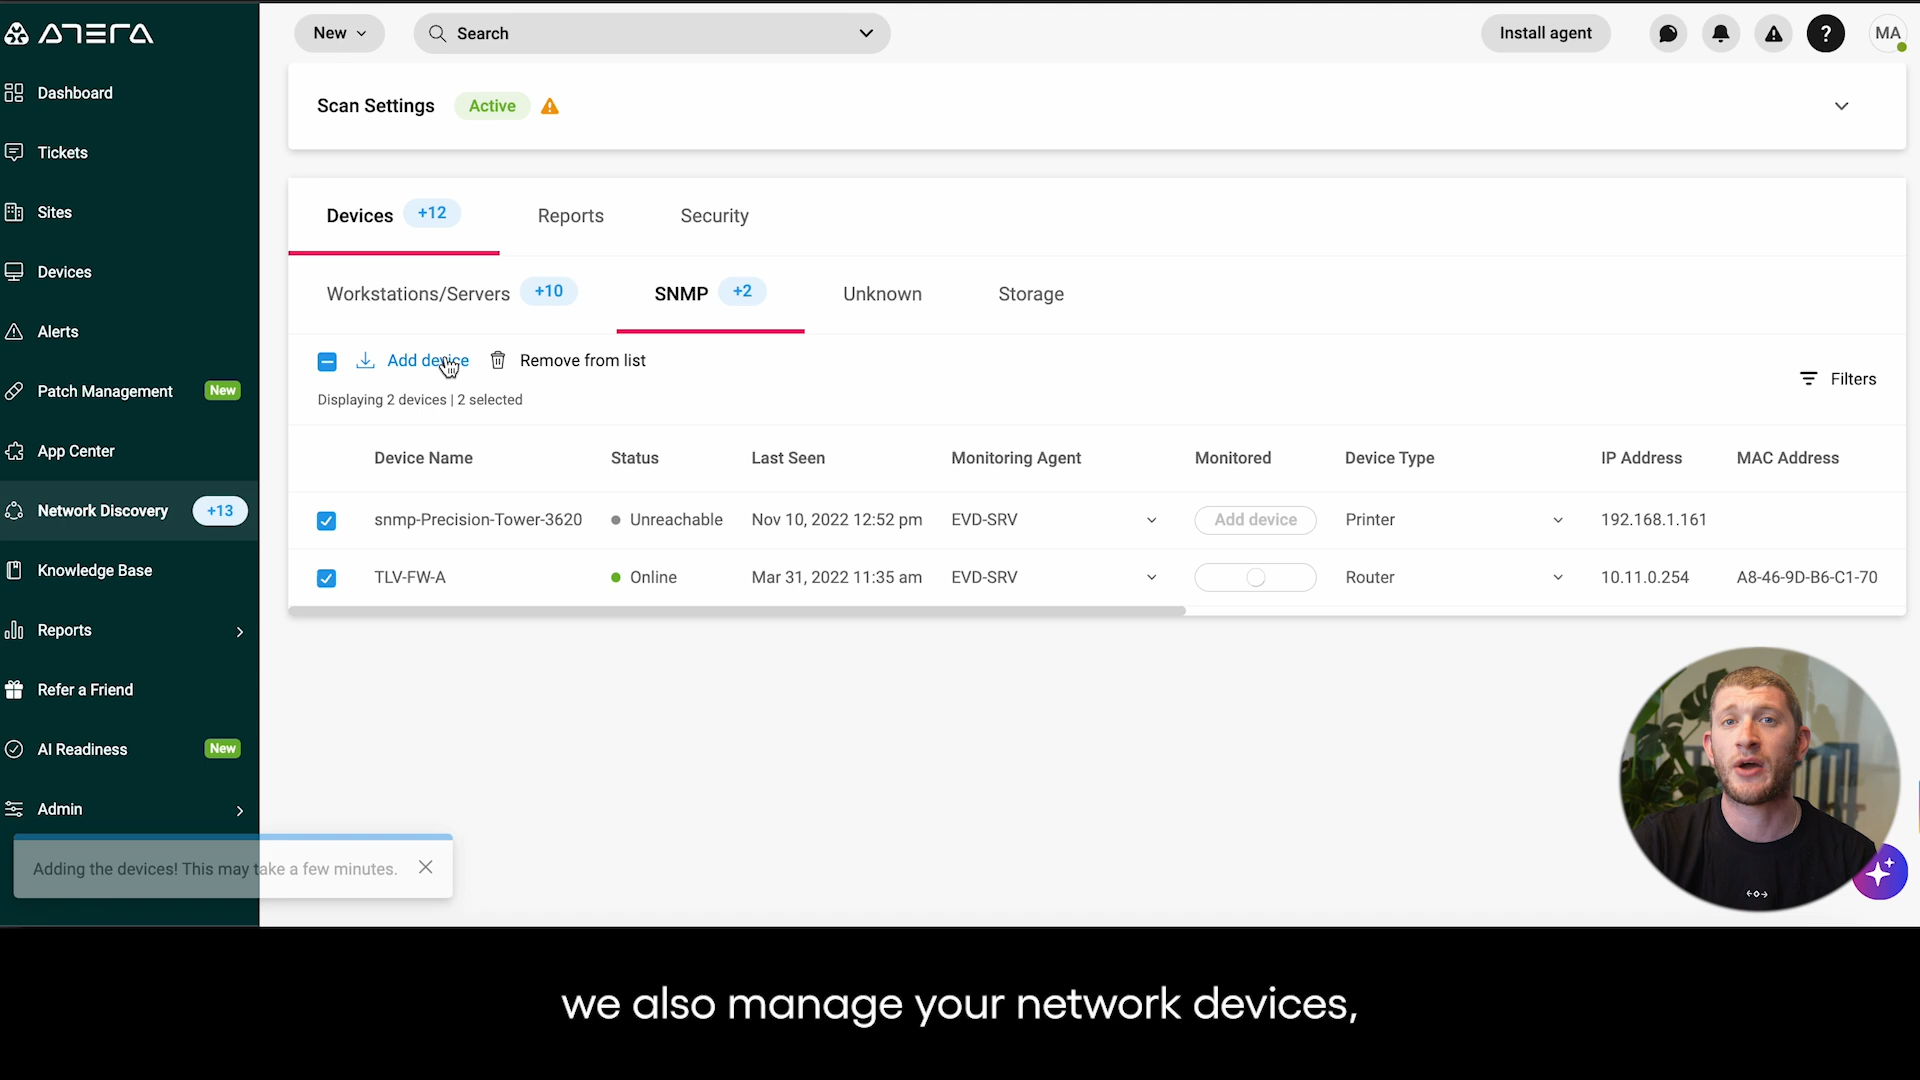 ATERA
New
Search
Install agent
?
MA
Dashboard
Tickets
Sites
Devices
Alerts
Patch Management New
App Center
Network Discovery +13
Knowledge Base
Reports
Refer a Friend
AI Readiness New
Admin
Scan Settings Active
Devices +12 Reports Security
Workstations/Servers +10 SNMP +2 Unknown Storage
Add device Remove from list
Displaying 2 devices | 2 selected
Filters
Device Name Status Last Seen Monitoring Agent Monitored Device Type IP Address MAC Address
snmp-Precision-Tower-3620 Unreachable Nov 10, 2022 12:52 pm EVD-SRV Add device Printer 192.168.1.161
TLV-FW-A Online Mar 31, 2022 11:35 am EVD-SRV Router 10.11.0.254 A8-46-9D-B6-C1-70
Adding the devices! This may take a few minutes.
we also manage your network devices,